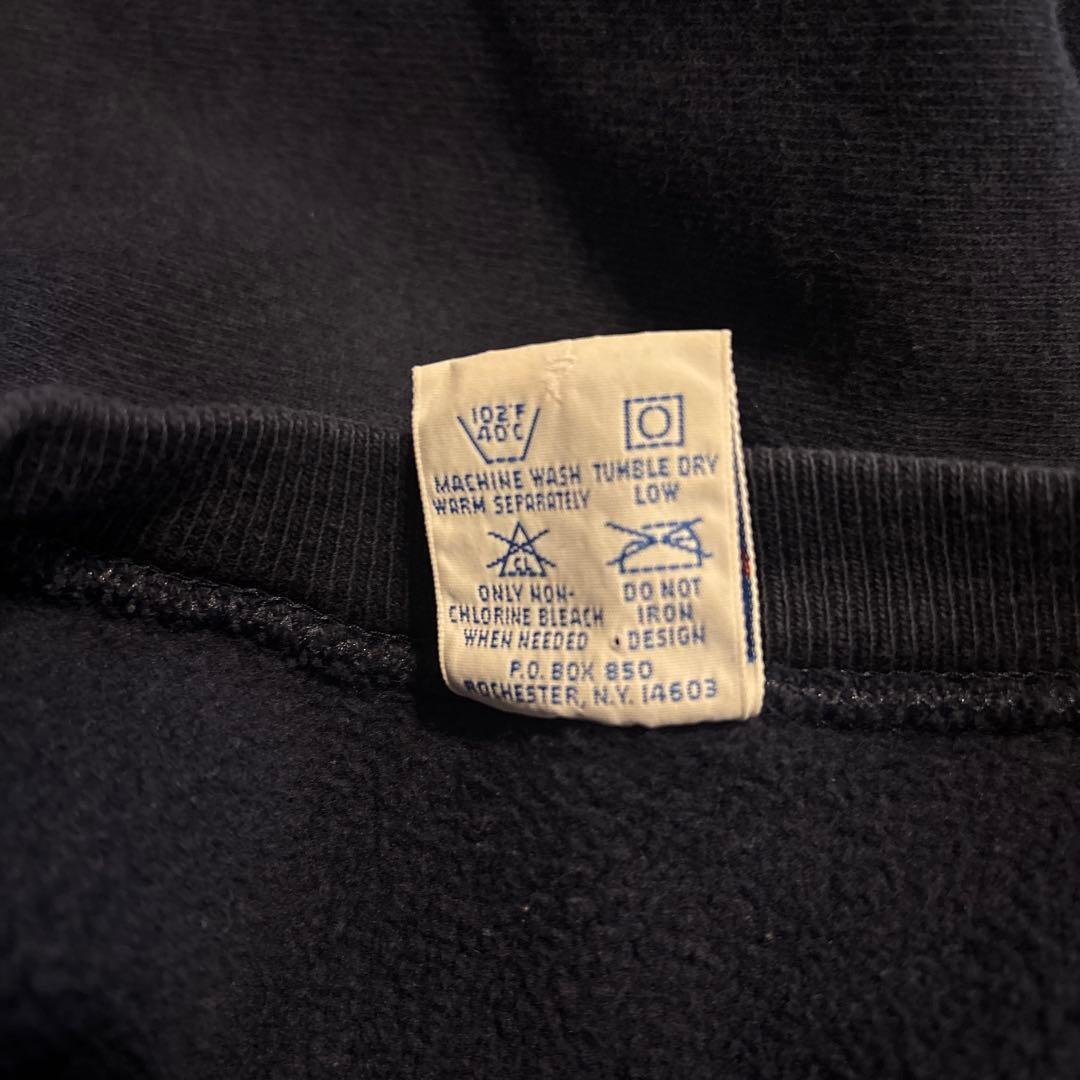 102°F
40°C
MACHINE WASH
WARM SEPARATELY
TUMBLE DRY
LOW
CL
ONLY NON-
CHLORINE BLEACH
WHEN NEEDED
DO NOT
IRON
DESIGN
P.O. BOX 850
ROCHESTER, N.Y. 14603